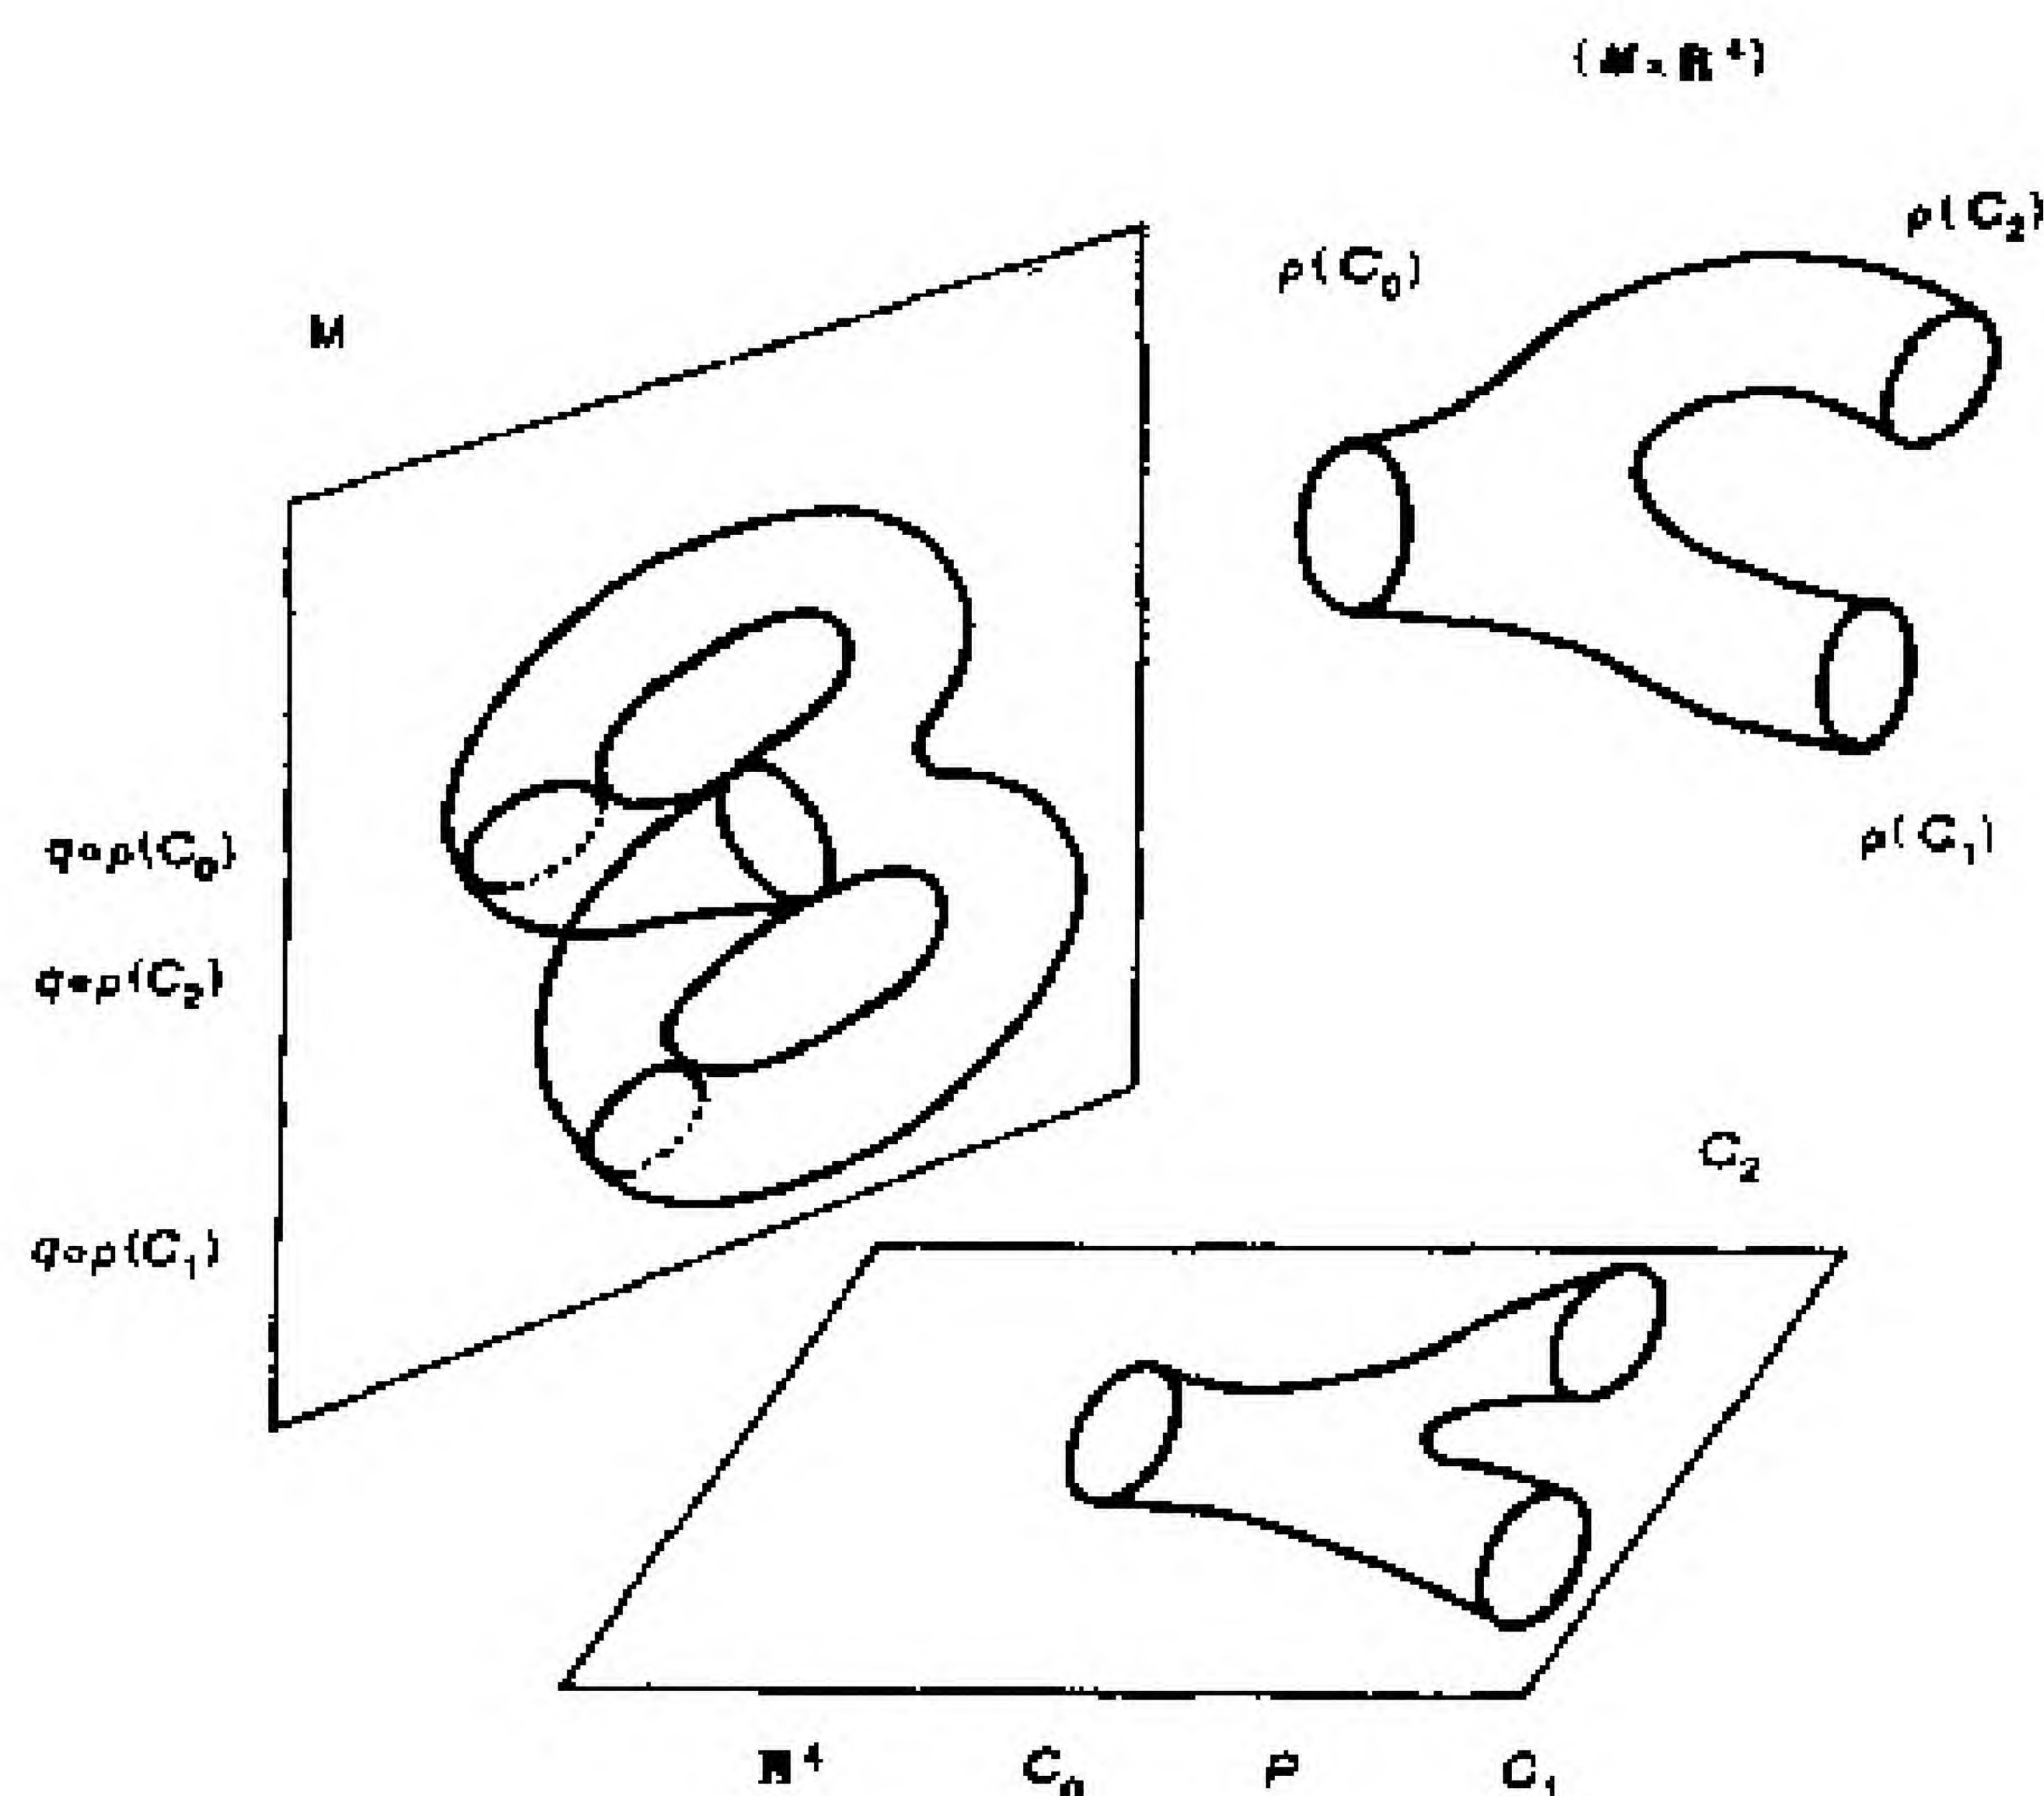 (M × R⁴)
ρ(C₂)
ρ(C₀)
M
q∘ρ(C₀)
ρ(C₁)
q∘ρ(C₂)
C₂
q∘ρ(C₁)
R⁴ C₀ P C₁